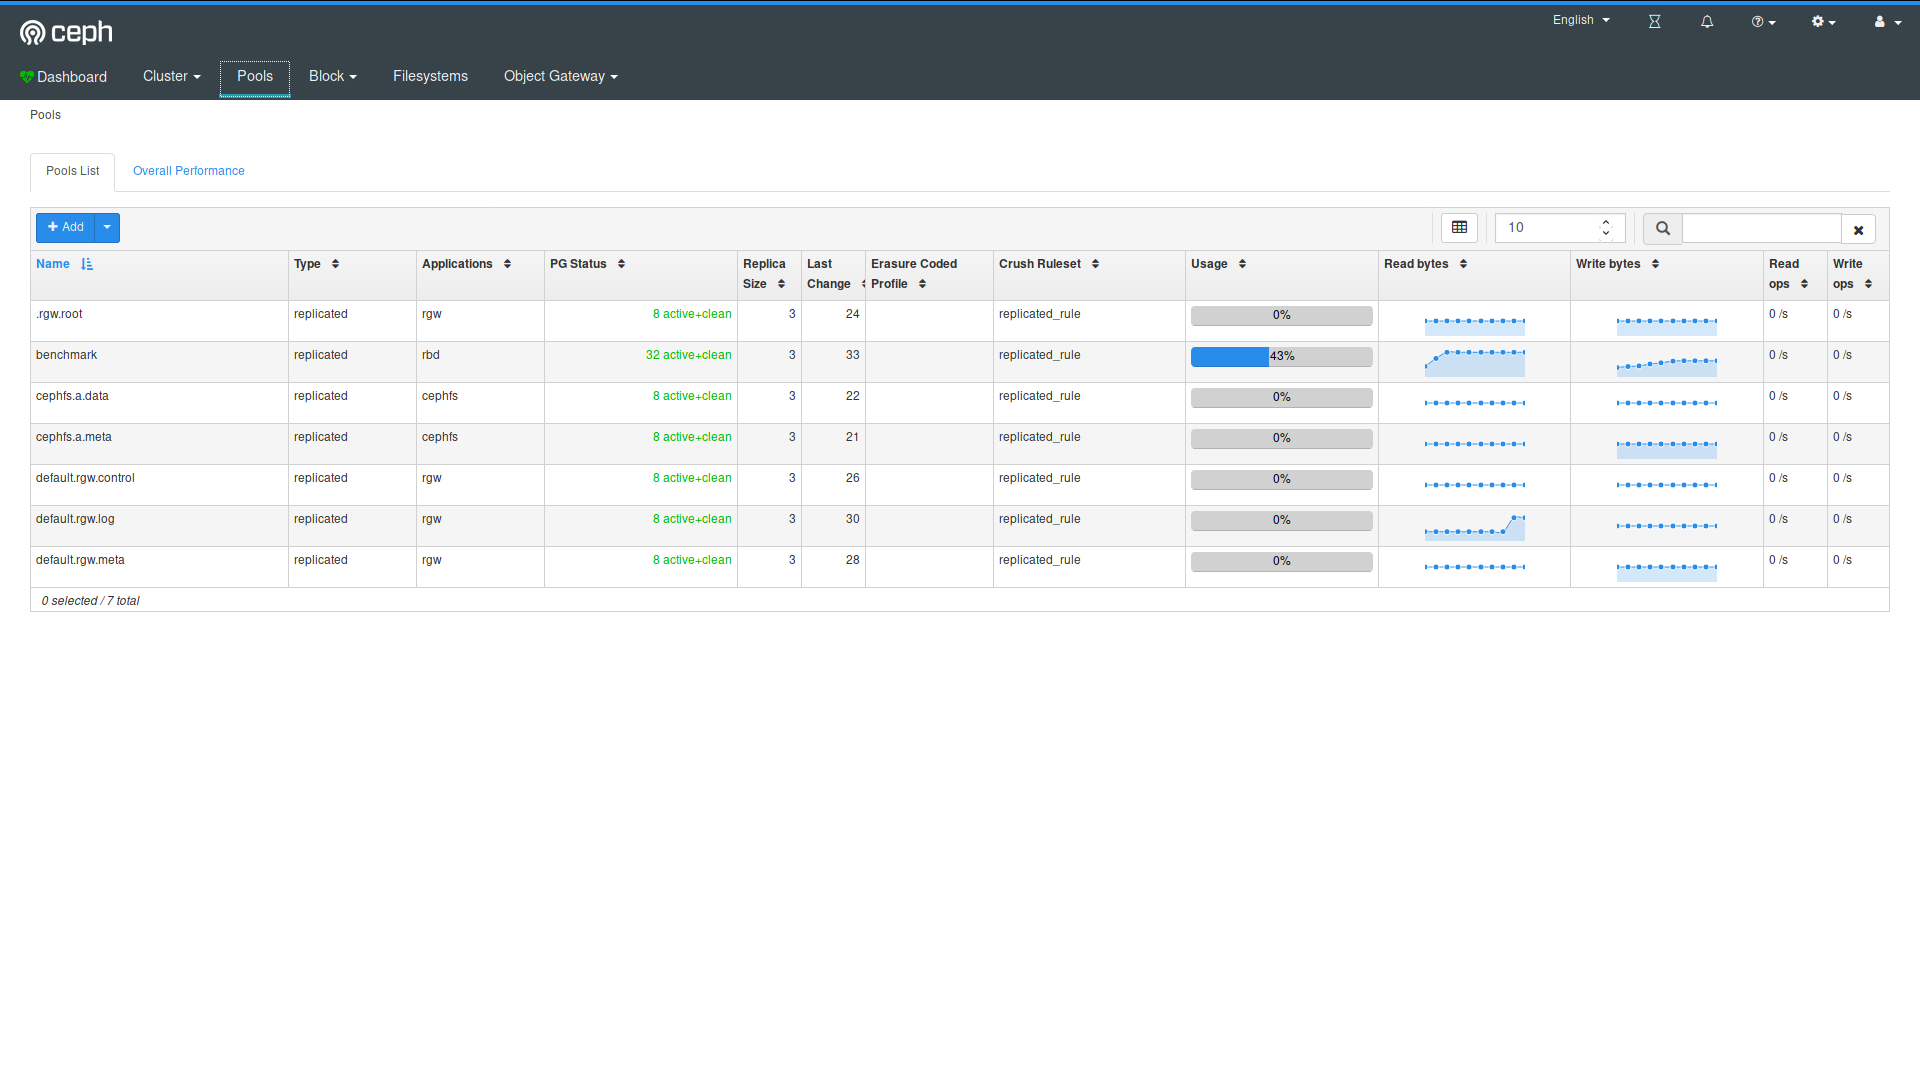 ceph
English
Dashboard Cluster Pools Block Filesystems Object Gateway
Pools
Pools List Overall Performance
Add 10
Name Type Applications PG Status Replica Size Last Change Erasure Coded Profile Crush Ruleset Usage Read bytes Write bytes Read ops Write ops
.rgw.root replicated rgw 8 active+clean 3 24 replicated_rule 0% 0 /s 0 /s
benchmark replicated rbd 32 active+clean 3 33 replicated_rule 43% 0 /s 0 /s
cephfs.a.data replicated cephfs 8 active+clean 3 22 replicated_rule 0% 0 /s 0 /s
cephfs.a.meta replicated cephfs 8 active+clean 3 21 replicated_rule 0% 0 /s 0 /s
default.rgw.control replicated rgw 8 active+clean 3 26 replicated_rule 0% 0 /s 0 /s
default.rgw.log replicated rgw 8 active+clean 3 30 replicated_rule 0% 0 /s 0 /s
default.rgw.meta replicated rgw 8 active+clean 3 28 replicated_rule 0% 0 /s 0 /s
0 selected / 7 total